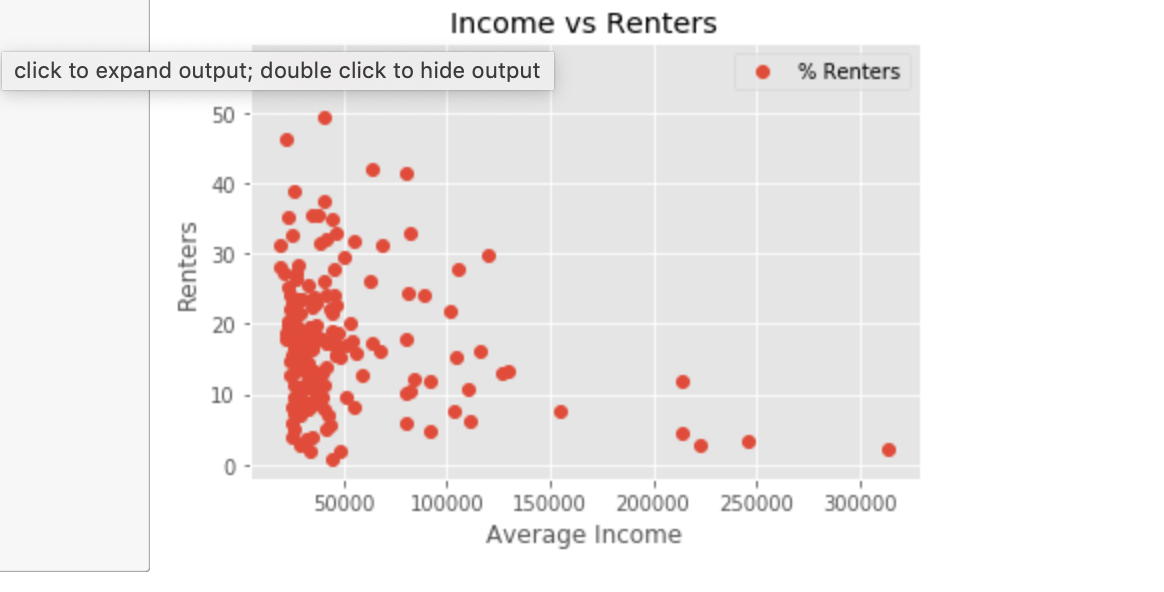 Income vs Renters
click to expand output; double click to hide output
% Renters
50
40
30
20
10
0
Renters
50000 100000 150000 200000 250000 300000
Average Income